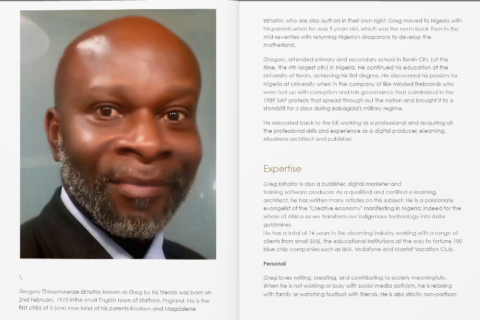 \,
Gregory Ehiwamwenze Ekhator, known as Greg by his friends was born on
2nd February, 1970 inthe small English town of Stafford, England. He is the
first child of 5 (one now late) of his parents Reuben and Magdalene
Ekhator, who are also authors in their own right. Greg moved to Nigeria with
his parents when he was 5 years old, which was the norm back then in the
mid-seventies with returning Nigerian diasporans to develop the
motherland.
Gregory, attended primary and secondary school in Benin City (at the
time, the 4th largest city) in Nigeria. He continued his education at the
University of Benin, achieving his first degree. He discovered his passion for
Nigeria at University when in the company of like minded firebrands who
were fed up with corruption and mis governance that culminated in the
1989 SAP protests that spread through out the nation and brought it to a
standstill for 3 days during Babagida's military regime.
He relocated back to the UK working as a professional and acquiring all
the professional skills and experience as a digital producer, elearning,
ebusiness architect and publisher.
Expertise
Greg Ekhator is also a published digital marketer and
training software producer. As a qualified and certified e learning
architect, he has written many articles on this subject. He is a passionate
evangelist of the "Creative economy" manifesting in Nigeria; indeed for the
whole of Africa as we transform our indigenous technology into data
goldmines.
He has a total of 14 years in the elearning industry working with a range of
clients from small SMB, the educational institutions all the way to fortune 100
blue chip companies such as IBM, Vodafone and Marriot Vacation Club.
Personal
Greg loves writing, creating, and contributing to society meaningfully.
When he is not working or busy with social media activism, he is relaxing
with family or watching football with friends. He is also strictly non-partisan